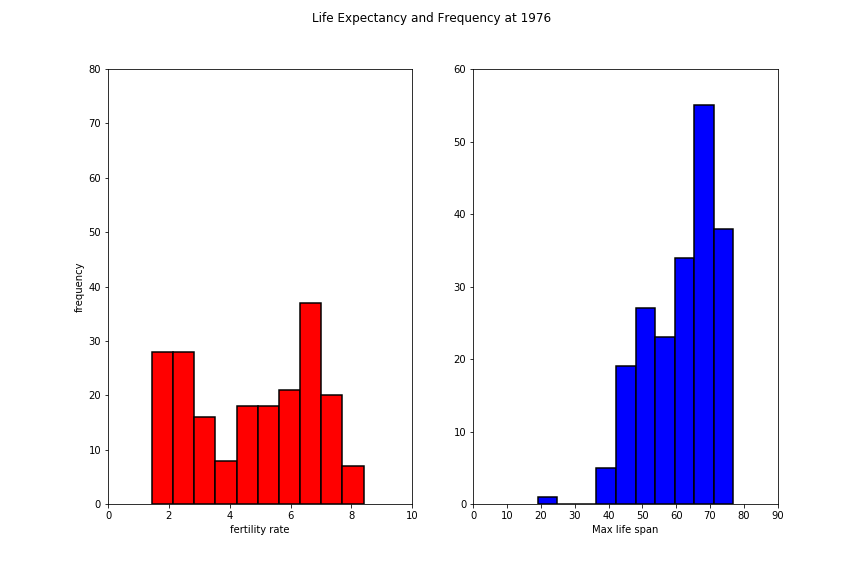 Life Expectancy and Frequency at 1976
frequency
80
70
60
50
40
30
20
10
0
0 2 4 6 8 10
fertility rate
60
50
40
30
20
10
0
0 10 20 30 40 50 60 70 80 90
Max life span